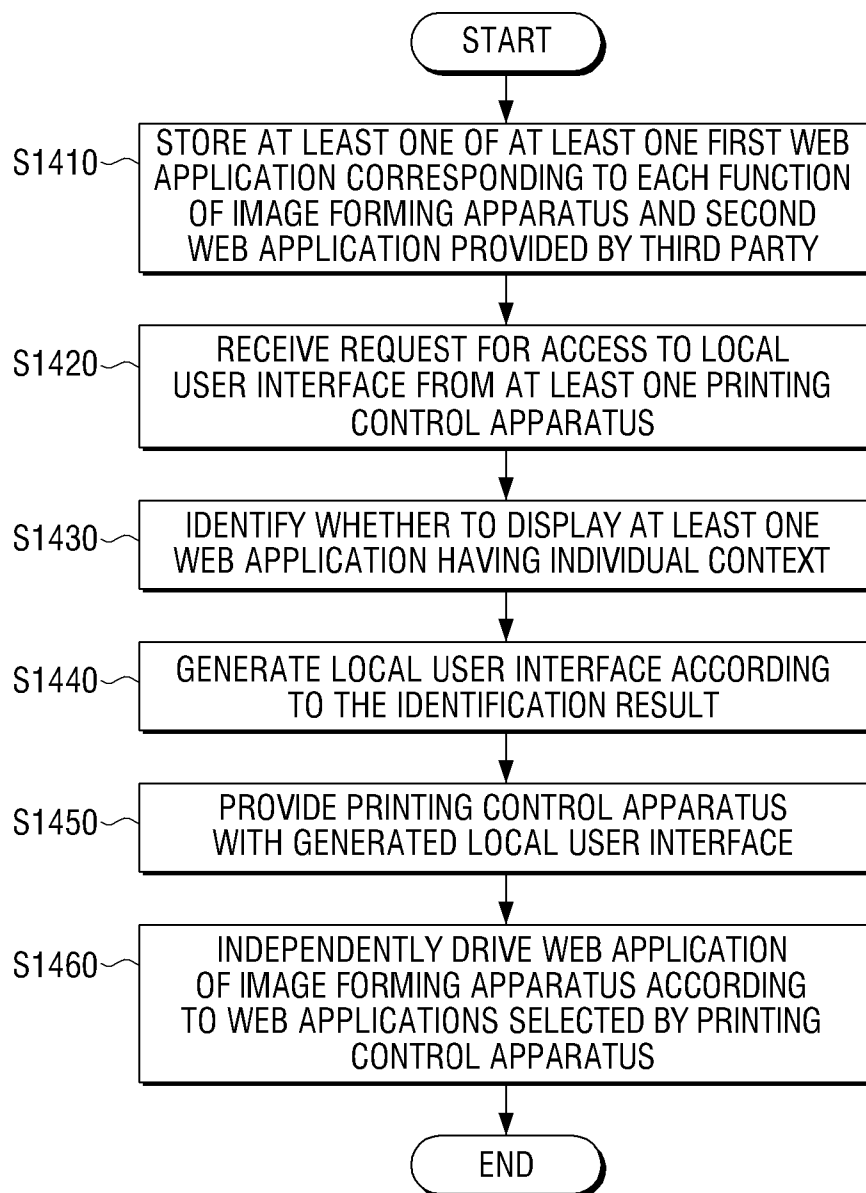 START
S1410
STORE AT LEAST ONE OF AT LEAST ONE FIRST WEB
APPLICATION CORRESPONDING TO EACH FUNCTION
OF IMAGE FORMING APPARATUS AND SECOND
WEB APPLICATION PROVIDED BY THIRD PARTY
S1420
RECEIVE REQUEST FOR ACCESS TO LOCAL
USER INTERFACE FROM AT LEAST ONE PRINTING
CONTROL APPARATUS
S1430
IDENTIFY WHETHER TO DISPLAY AT LEAST ONE
WEB APPLICATION HAVING INDIVIDUAL CONTEXT
S1440
GENERATE LOCAL USER INTERFACE ACCORDING
TO THE IDENTIFICATION RESULT
S1450
PROVIDE PRINTING CONTROL APPARATUS
WITH GENERATED LOCAL USER INTERFACE
S1460
INDEPENDENTLY DRIVE WEB APPLICATION
OF IMAGE FORMING APPARATUS ACCORDING
TO WEB APPLICATIONS SELECTED BY PRINTING
CONTROL APPARATUS
END